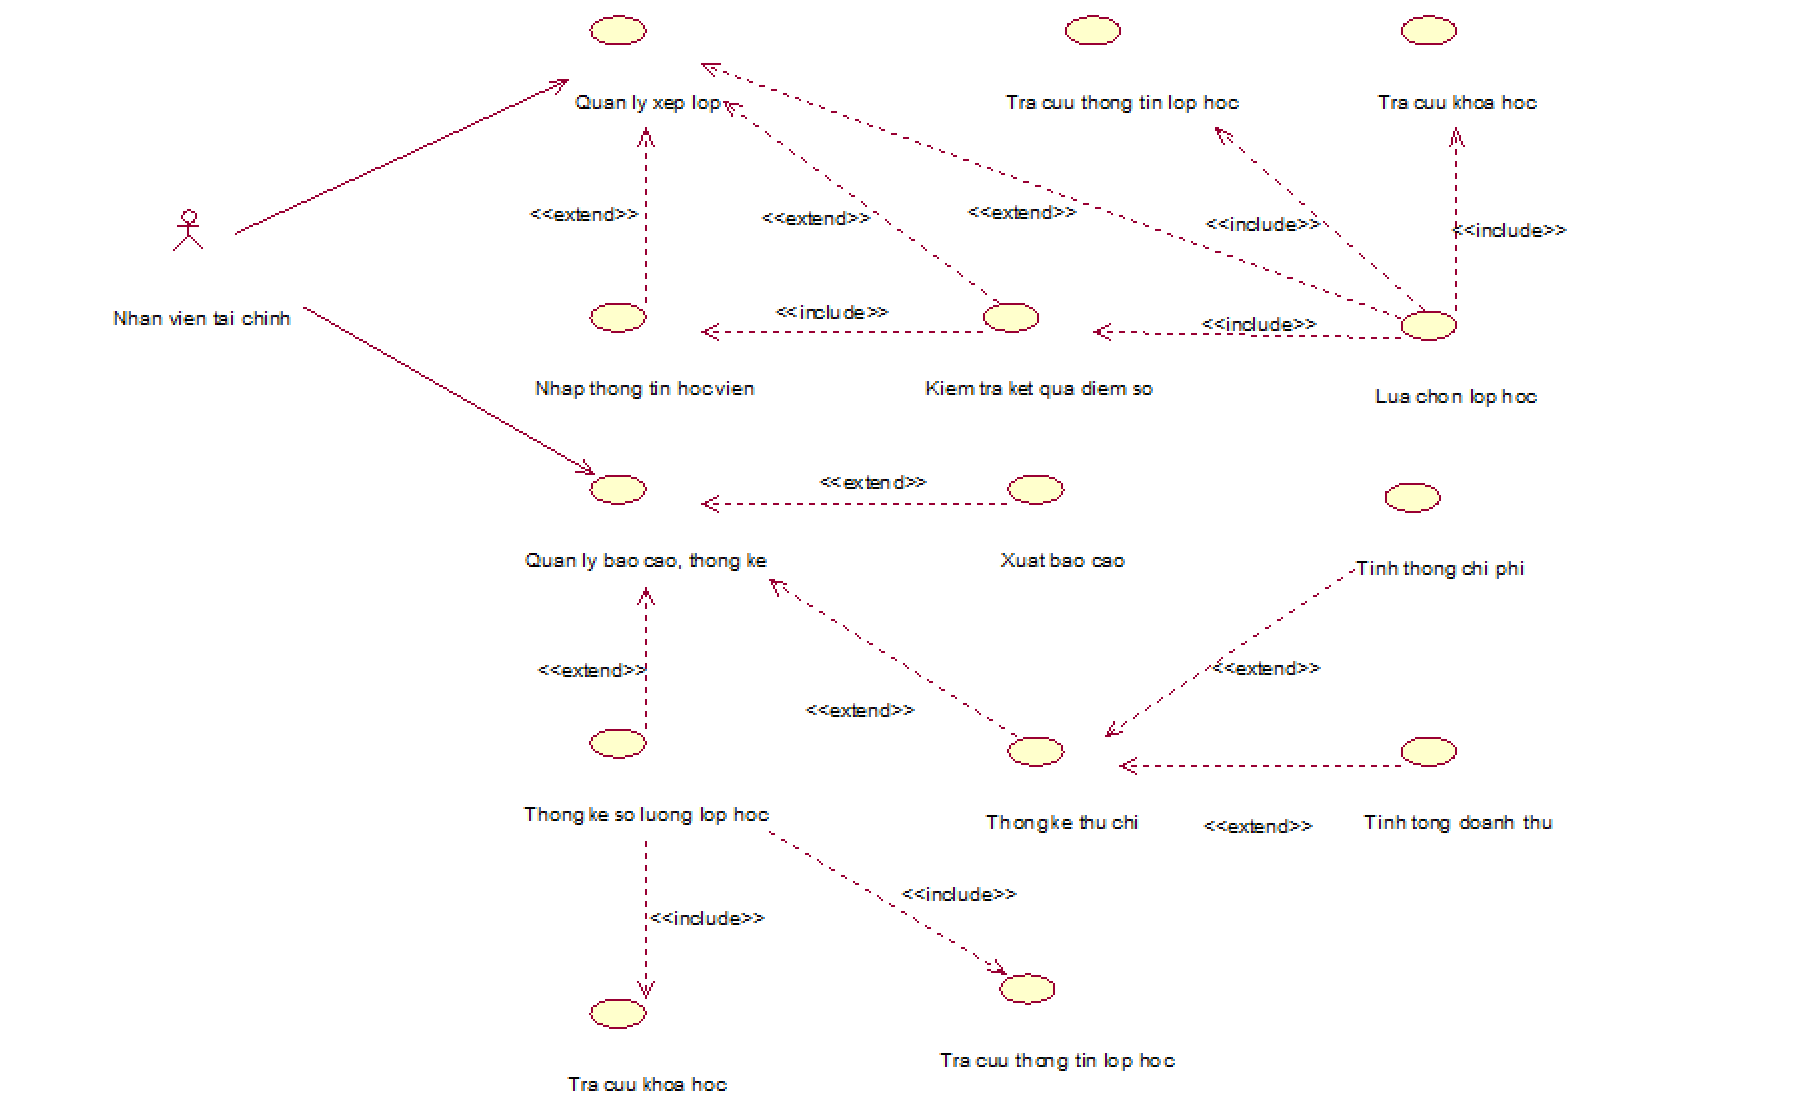 Quan ly xep lop
Tra cuu thong tin lop hoc
Tra cuu khoa hoc
<<extend>>
<<extend>>
<<extend>>
<<include>>
<<include>>
Nhan vien tai chinh
<<include>>
<<include>>
Nhap thong tin hoc vien
Kiem tra ket qua diem so
Lua chon lop hoc
<<extend>>
Quan ly bao cao, thong ke
Xuat bao cao
Tinh thong chi phi
<<extend>>
<<extend>>
<<extend>>
Thong ke so luong lop hoc
Thong ke thu chi
<<extend>>
Tinh tong doanh thu
<<include>>
<<include>>
Tra cuu thong tin lop hoc
Tra cuu khoa hoc